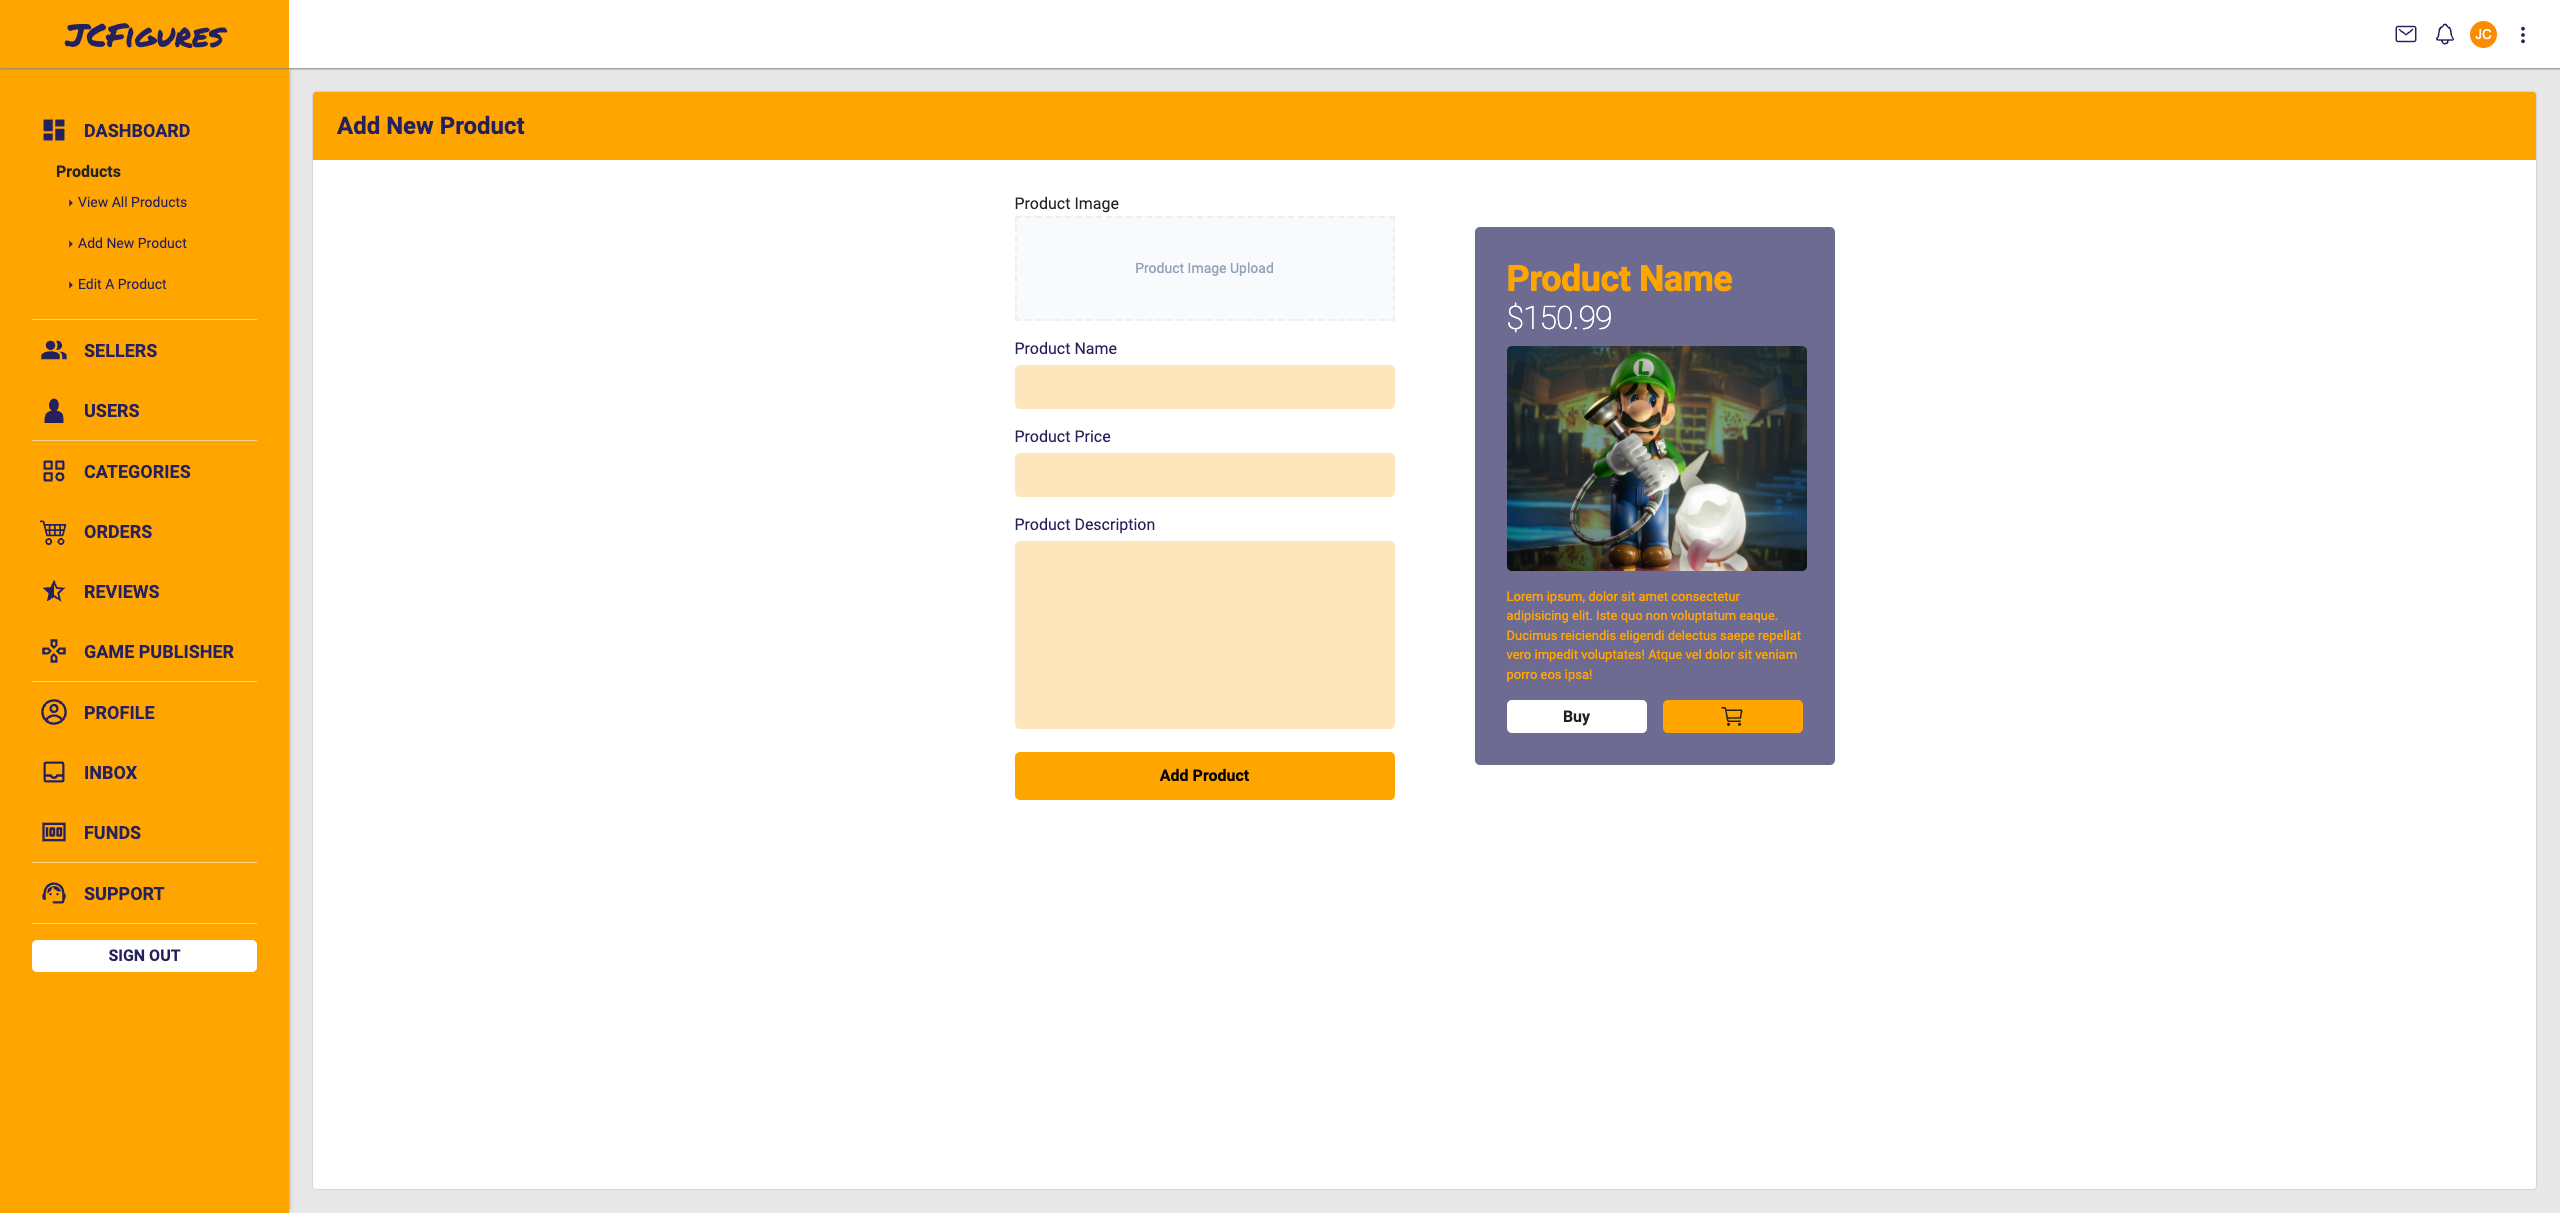 JCFigures
JC
DASHBOARD
Products
View All Products
Add New Product
Edit A Product
SELLERS
USERS
CATEGORIES
ORDERS
REVIEWS
GAME PUBLISHER
PROFILE
INBOX
100
FUNDS
SUPPORT
SIGN OUT
Add New Product
Product Image
Product Image Upload
Product Name
Product Price
Product Description
Add Product
Product Name
$150.99
L
Lorem ipsum, dolor sit amet consectetur
adipisicing elit. Iste quo non voluptatum eaque.
Ducimus reiciendis eligendi delectus saepe repellat
vero impedit voluptates! Atque vel dolor sit veniam
porro eos ipsa!
Buy